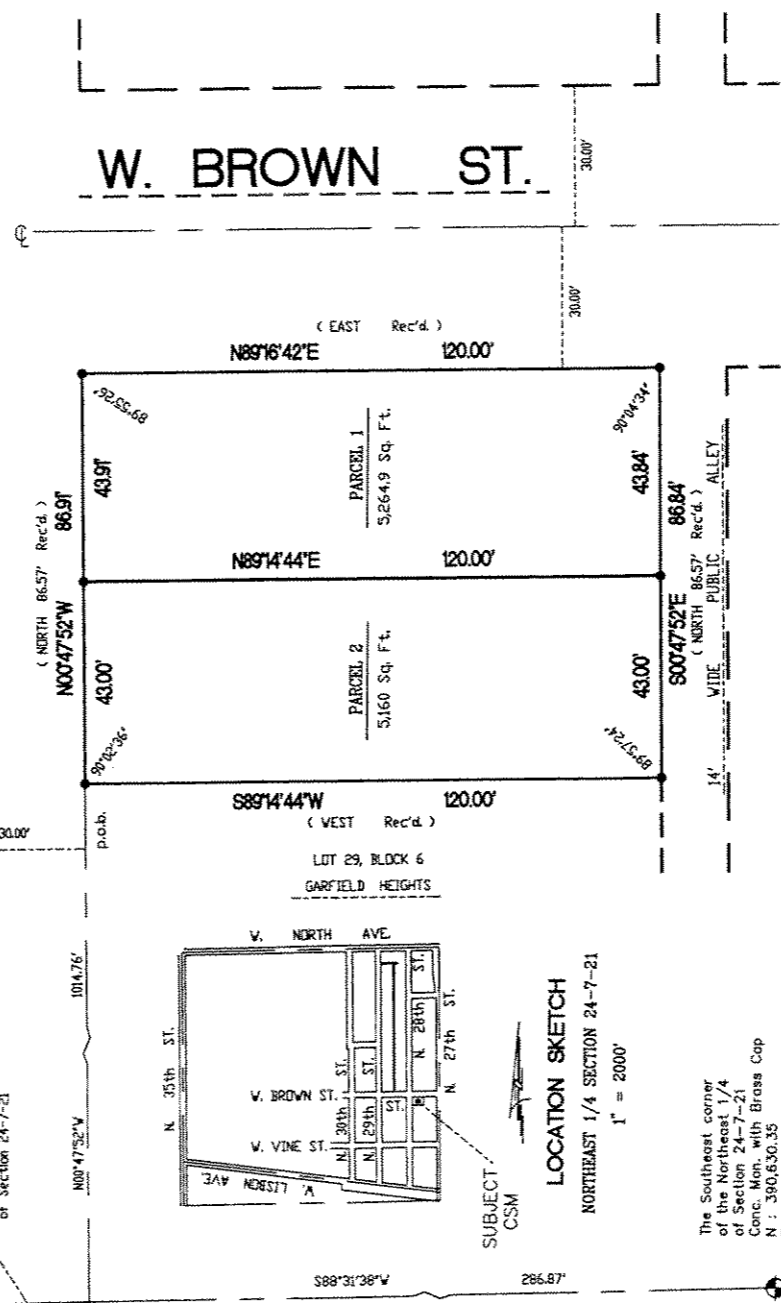 W. BROWN ST.
30.00'
30.00'
( EAST Rec'd. )
N89°16'42"E 120.00'
89°55'26"
90°04'34"
PARCEL 1
5,264.9 Sq. Ft.
( NORTH 86.57' Rec'd. )
N00°47'52"W 86.91'
43.91'
43.84'
86.84'
S00°47'52"E
( NORTH 86.57' Rec'd. )
14' WIDE PUBLIC ALLEY
N89°14'44"E 120.00'
PARCEL 2
5,160 Sq. Ft.
43.00'
43.00'
90°02'36"
89°57'24"
S89°14'44"W 120.00'
( WEST Rec'd. )
p.o.b.
30.00'
LOT 29, BLOCK 6
GARFIELD HEIGHTS
1014.76'
N00°47'52"W
of Section 24-7-21
W. NORTH AVE.
N. 35th ST.
N. 30th ST.
N. 29th ST.
ST.
N. 28th ST.
N. 27th ST.
W. BROWN ST.
W. VINE ST.
W. LISBON AVE.
SUBJECT
CSM
LOCATION SKETCH
NORTHEAST 1/4 SECTION 24-7-21
1" = 2000'
S88°31'38"W 286.87'
The Southeast corner
of the Northeast 1/4
of Section 24-7-21
Conc. Mon. with Brass Cap
N : 390,630.35